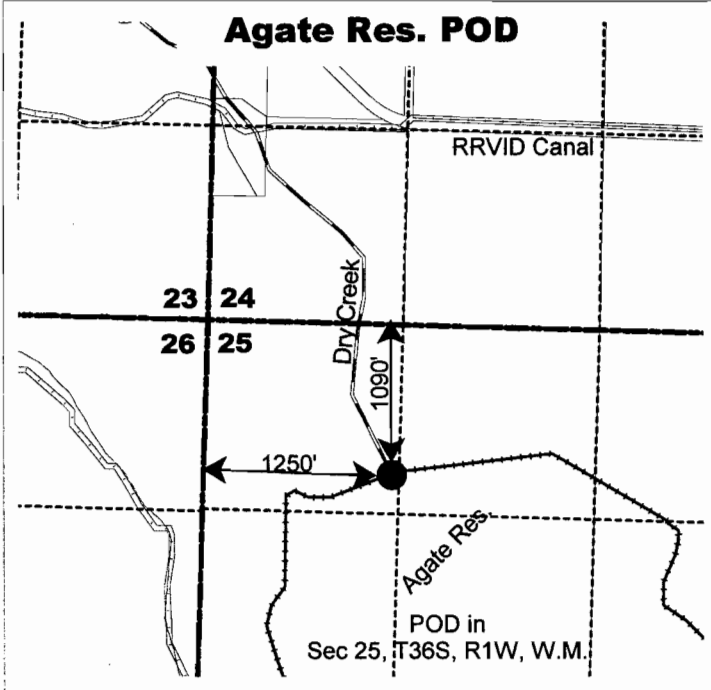 Agate Res. POD
RRVID Canal
23 24
26 25
Dry Creek
1090'
1250'
Agate Res.
POD in
Sec 25, T36S, R1W, W.M.